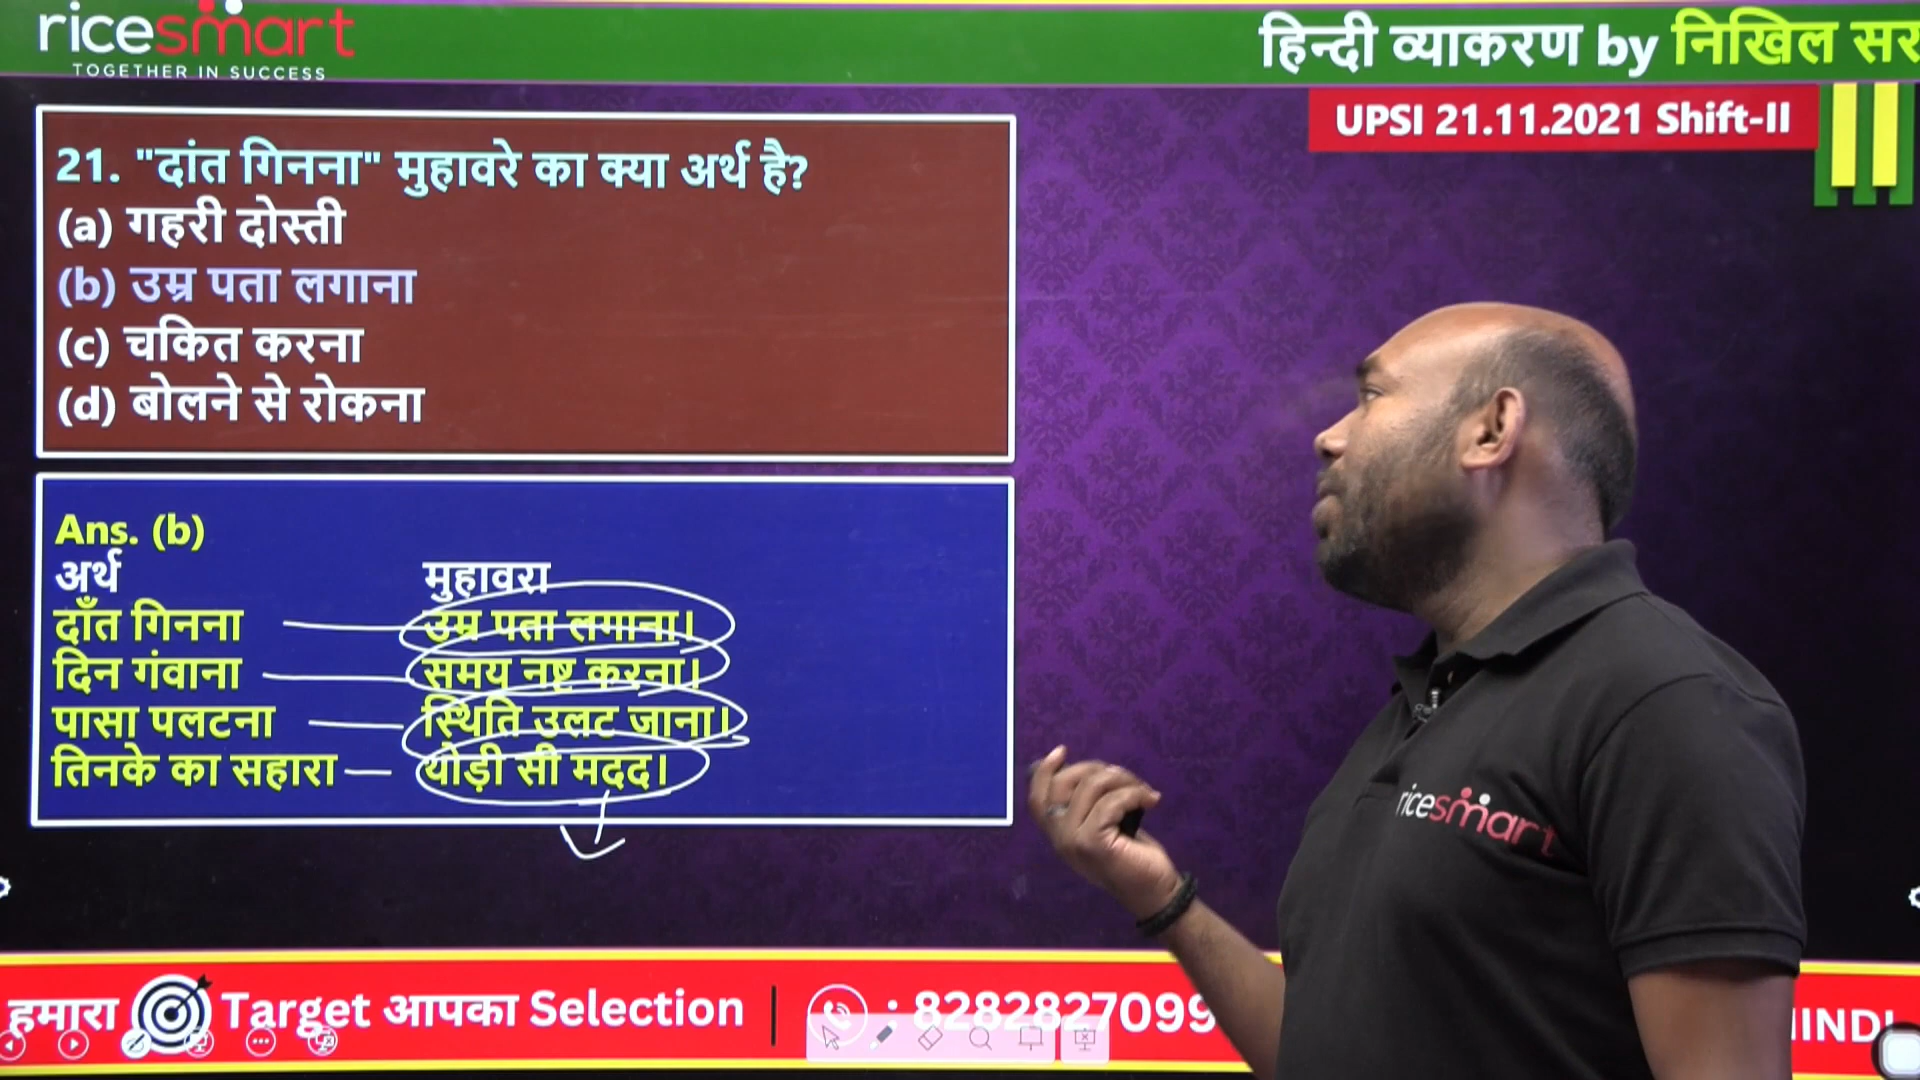 ricesmart
TOGETHER IN SUCCESS
हिन्दी व्याकरण by निखिल सर
UPSI 21.11.2021 Shift-II
21. "दांत गिनना" मुहावरे का क्या अर्थ है?
(a) गहरी दोस्ती
(b) उम्र पता लगाना
(c) चकित करना
(d) बोलने से रोकना
Ans. (b)
अर्थ मुहावरा
दाँत गिनना उम्र पता लगाना।
दिन गंवाना समय नष्ट करना।
पासा पलटना स्थिति उलट जाना।
तिनके का सहारा थोड़ी सी मदद।
ricesmart
हमारा Target आपका Selection : 8282827099